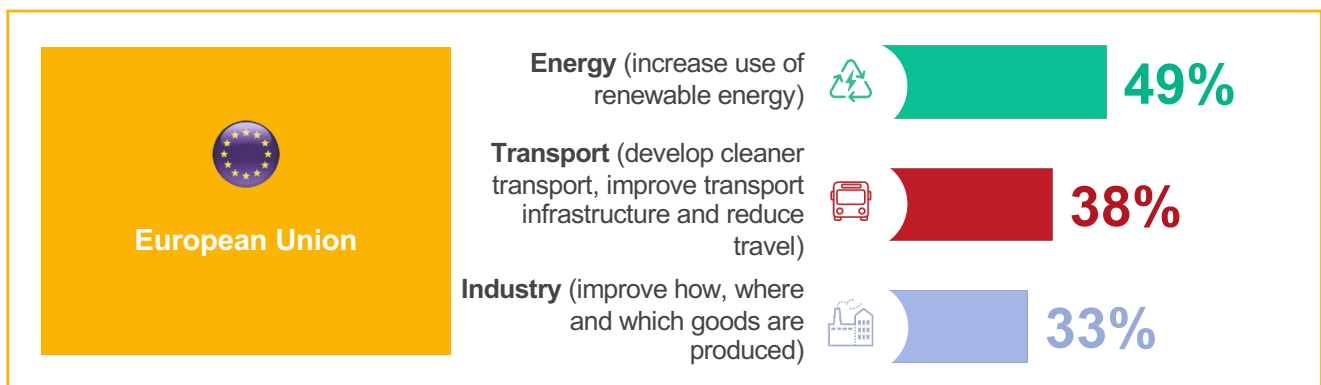 European Union
Energy (increase use of
renewable energy)
49%
Transport (develop cleaner
transport, improve transport
infrastructure and reduce
travel)
38%
Industry (improve how, where
and which goods are
produced)
33%